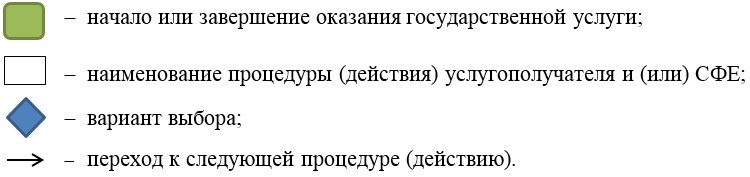 – начало или завершение оказания государственной услуги;
– наименование процедуры (действия) услугополучателя и (или) СФЕ;
– вариант выбора;
– переход к следующей процедуре (действию).